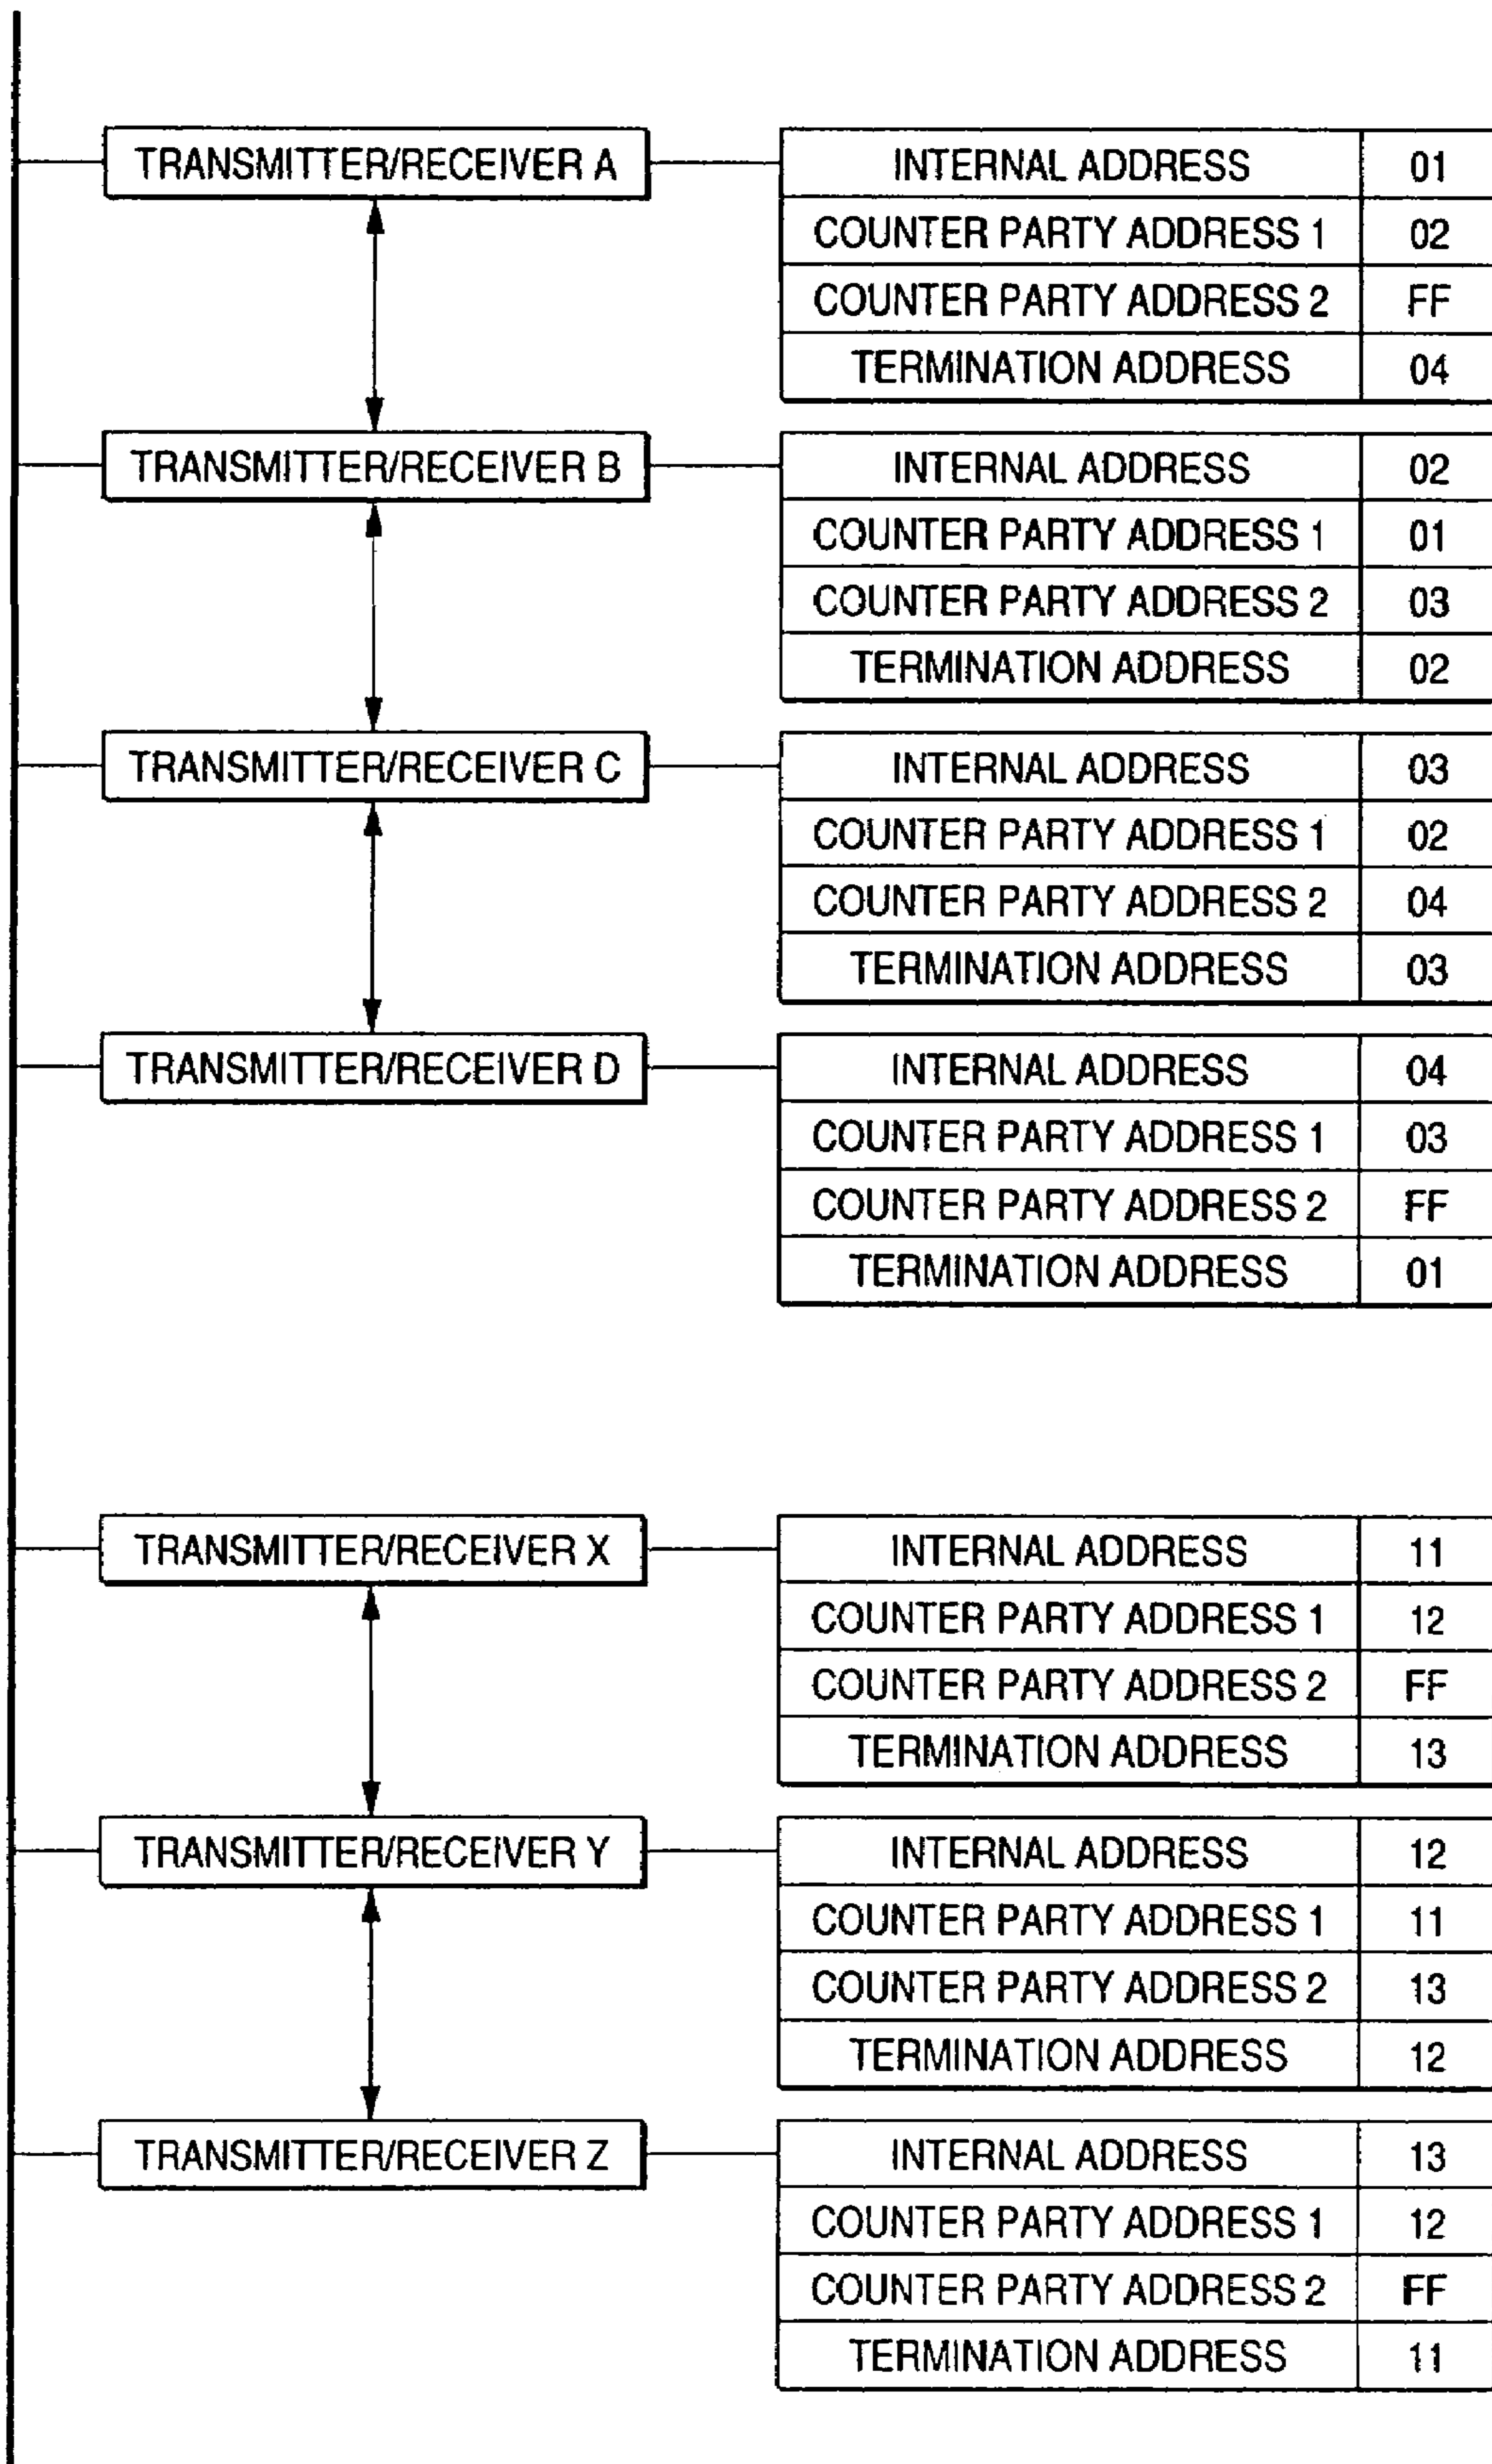 TRANSMITTER/RECEIVER A
INTERNAL ADDRESS 01
COUNTER PARTY ADDRESS 1 02
COUNTER PARTY ADDRESS 2 FF
TERMINATION ADDRESS 04
TRANSMITTER/RECEIVER B
INTERNAL ADDRESS 02
COUNTER PARTY ADDRESS 1 01
COUNTER PARTY ADDRESS 2 03
TERMINATION ADDRESS 02
TRANSMITTER/RECEIVER C
INTERNAL ADDRESS 03
COUNTER PARTY ADDRESS 1 02
COUNTER PARTY ADDRESS 2 04
TERMINATION ADDRESS 03
TRANSMITTER/RECEIVER D
INTERNAL ADDRESS 04
COUNTER PARTY ADDRESS 1 03
COUNTER PARTY ADDRESS 2 FF
TERMINATION ADDRESS 01
TRANSMITTER/RECEIVER X
INTERNAL ADDRESS 11
COUNTER PARTY ADDRESS 1 12
COUNTER PARTY ADDRESS 2 FF
TERMINATION ADDRESS 13
TRANSMITTER/RECEIVER Y
INTERNAL ADDRESS 12
COUNTER PARTY ADDRESS 1 11
COUNTER PARTY ADDRESS 2 13
TERMINATION ADDRESS 12
TRANSMITTER/RECEIVER Z
INTERNAL ADDRESS 13
COUNTER PARTY ADDRESS 1 12
COUNTER PARTY ADDRESS 2 FF
TERMINATION ADDRESS 11